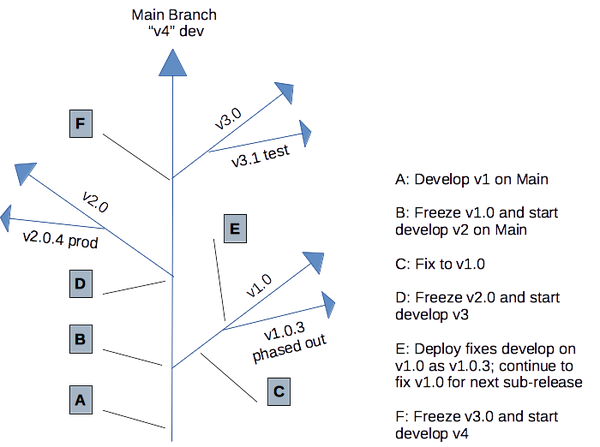 Main Branch
"v4" dev
F
v3.0
v3.1 test
v2.0
v2.0.4 prod
E
D
v1.0
v1.0.3
phased out
B
C
A
A: Develop v1 on Main
B: Freeze v1.0 and start
develop v2 on Main
C: Fix to v1.0
D: Freeze v2.0 and start
develop v3
E: Deploy fixes develop on
v1.0 as v1.0.3; continue to
fix v1.0 for next sub-release
F: Freeze v3.0 and start
develop v4